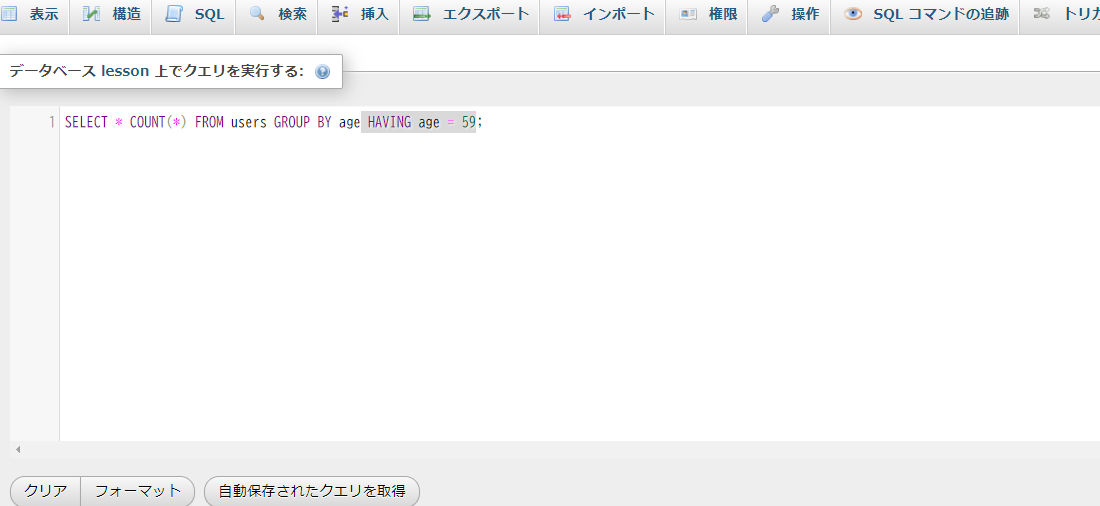 表示 構造 SQL 検索 挿入 エクスポート インポート 権限 操作 SQL コマンドの追跡 トリガ
データベース lesson 上でクエリを実行する:
1 SELECT * COUNT(*) FROM users GROUP BY age HAVING age = 59;
クリア フォーマット 自動保存されたクエリを取得